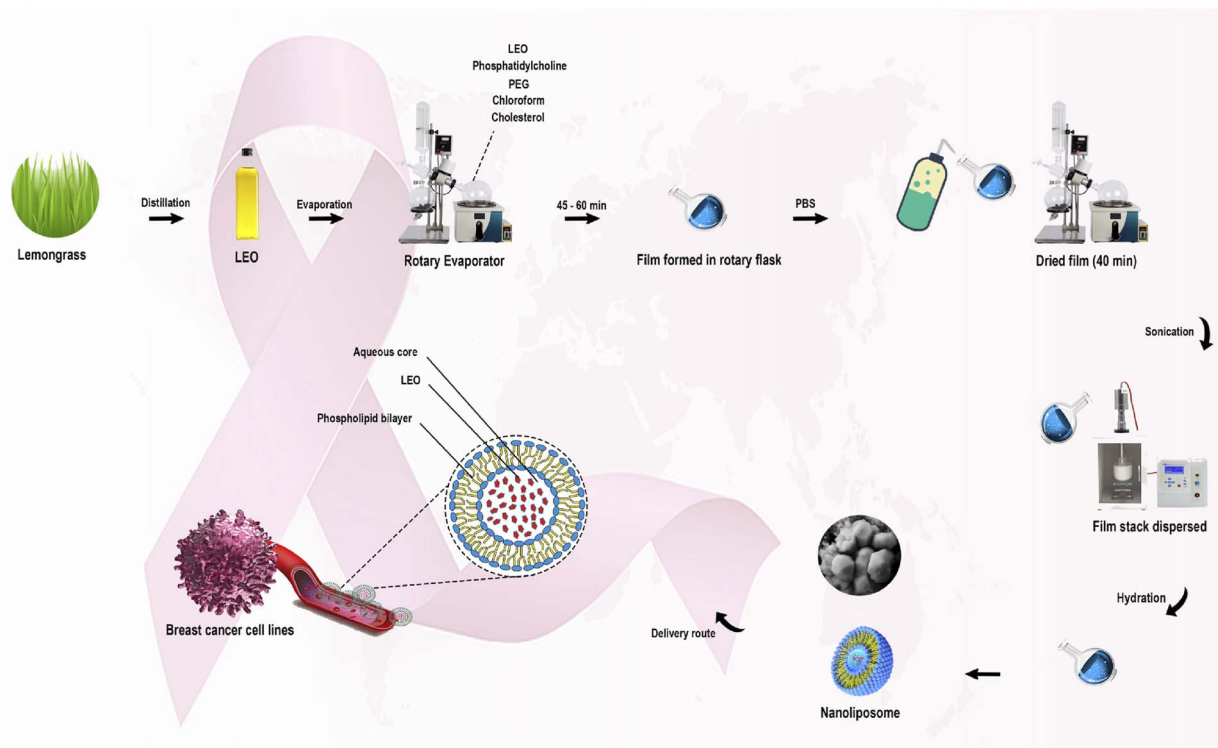 LEO
Phosphatidylcholine
PEG
Chloroform
Cholesterol
Distillation
Evaporation
45 - 60 min
PBS
Lemongrass
LEO
Rotary Evaporator
Film formed in rotary flask
Dried film (40 min)
Sonication
Aqueous core
LEO
Phospholipid bilayer
Film stack dispersed
Hydration
Breast cancer cell lines
Delivery route
Nanoliposome